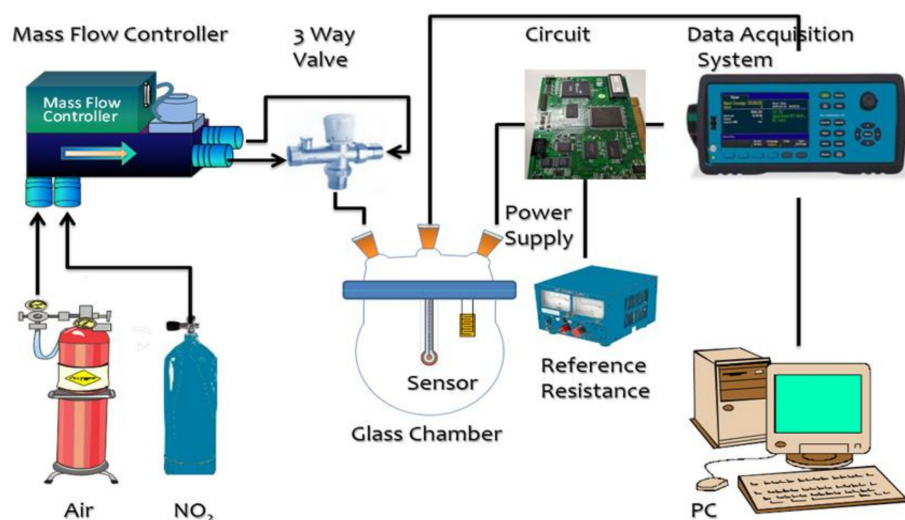 Mass Flow Controller
3 Way
Valve
Circuit
Data Acquisition
System
Mass Flow
Controller
Power
Supply
Sensor
Reference
Resistance
Glass Chamber
Air
NO₂
PC